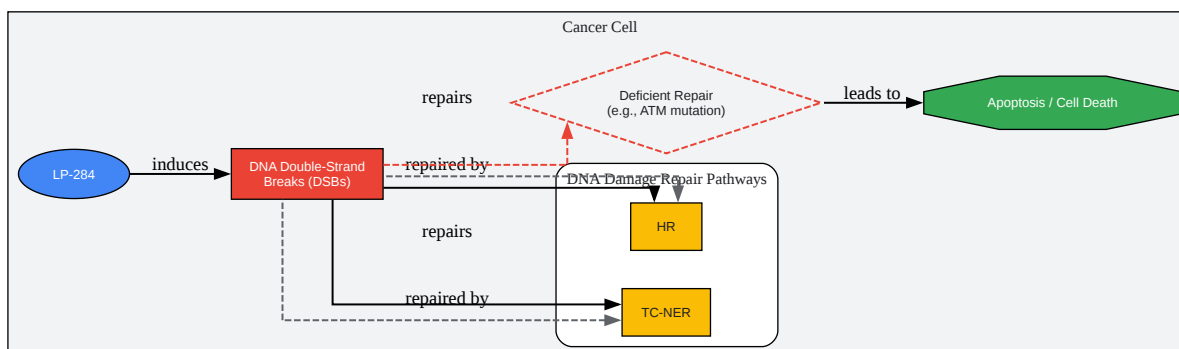 Cancer Cell
repairs
Deficient Repair
(e.g., ATM mutation)
leads to
Apoptosis / Cell Death
LP-284
induces
DNA Double-Strand
Breaks (DSBs)
repaired by
DNA Damage Repair Pathways
HR
repairs
repaired by
TC-NER